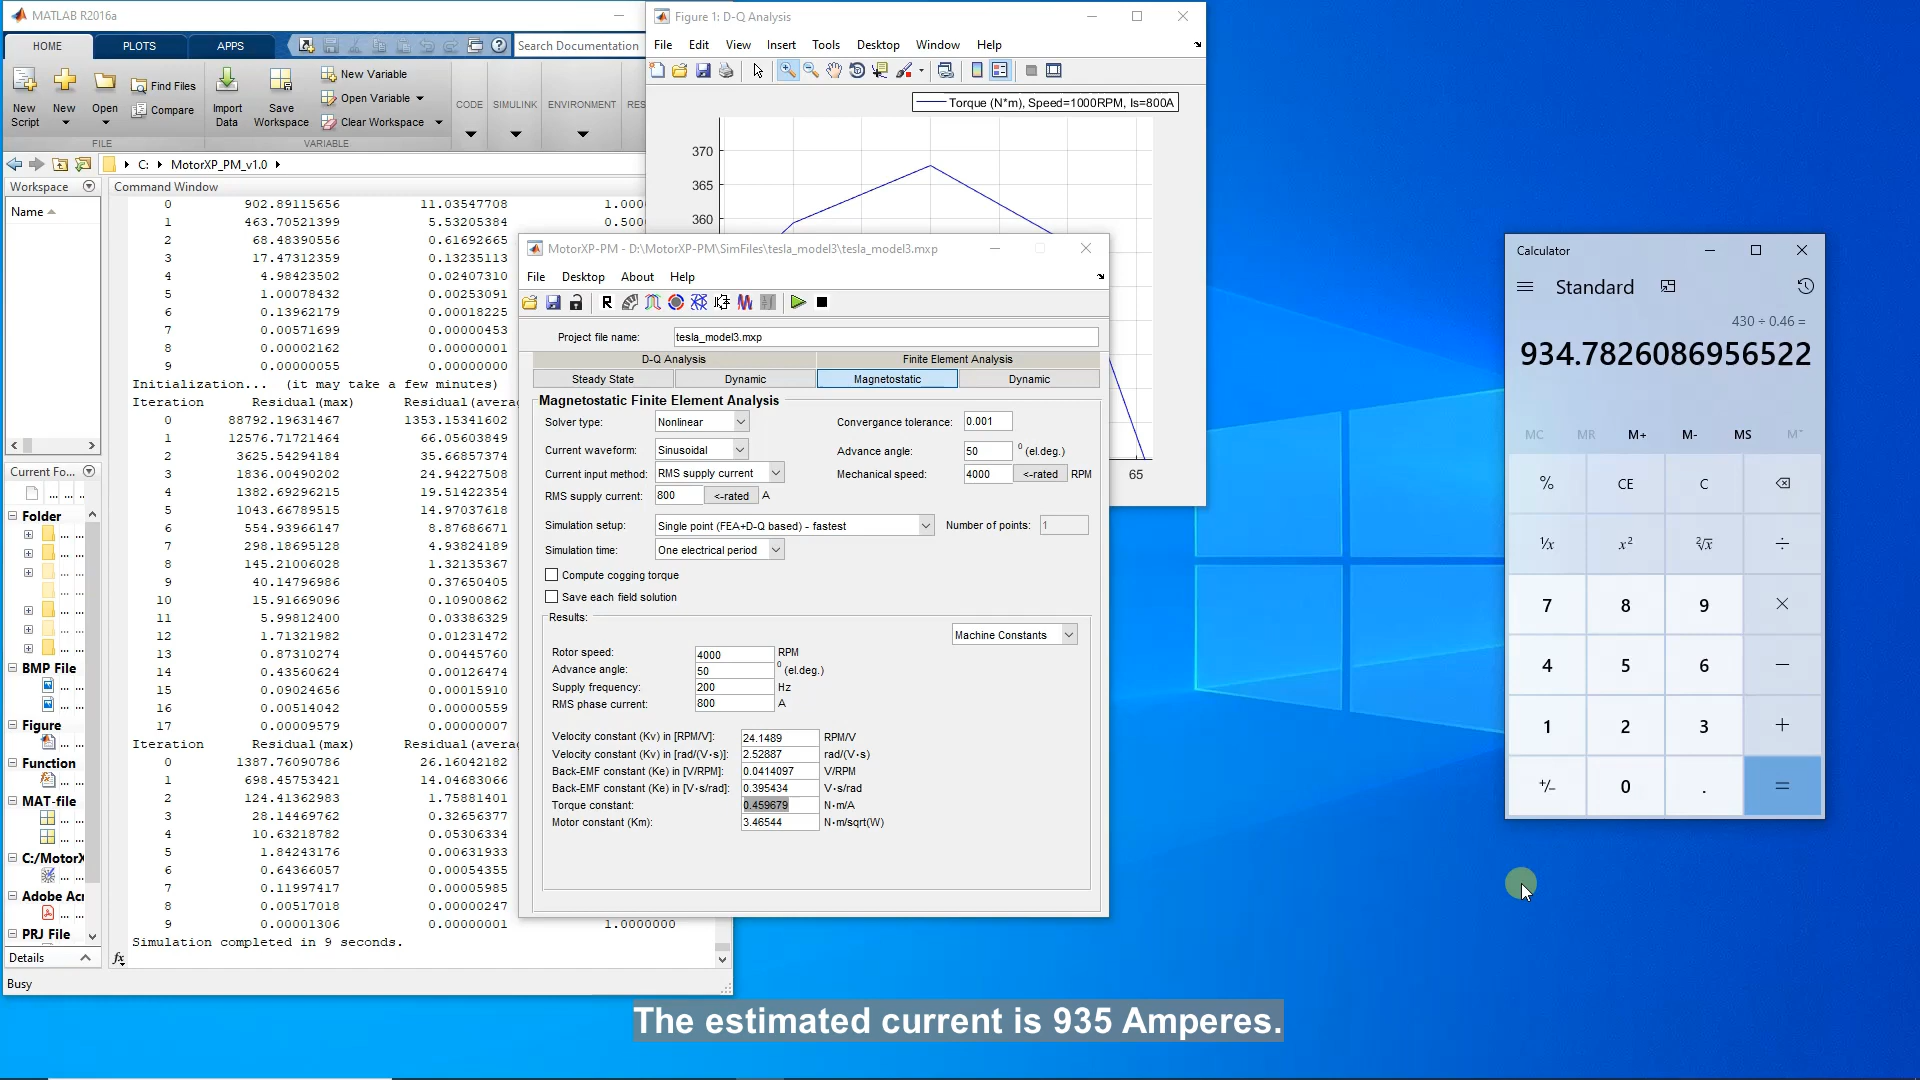 MATLAB R2016a
HOME PLOTS APPS
Search Documentation
New Script
New
Open
Find Files
Compare
Import Data
Save Workspace
New Variable
Open Variable
Clear Workspace
CODE SIMULINK ENVIRONMENT RES
FILE VARIABLE
C: MotorXP_PM_v1.0
Workspace
Name
Command Window
0 902.89115656 11.03547708 1.000
1 463.70521399 5.53205384 0.500
2 68.48390556 0.61692665
3 17.47312359 0.13235113
4 4.98423502 0.02407310
5 1.00078432 0.00253091
6 0.13962179 0.00018225
7 0.00571699 0.00000453
8 0.00002162 0.00000001
9 0.00000055 0.00000000
Initialization... (it may take a few minutes)
Iteration Residual(max) Residual(avera
0 88792.19631467 1353.15341602
1 12576.71721464 66.05603849
2 3625.54294184 35.66857374
3 1836.00490202 24.94227508
4 1382.69296215 19.51422354
5 1043.66789515 14.97037618
6 554.93966147 8.87686671
7 298.18695128 4.93824189
8 145.21006028 1.32135367
9 40.14796986 0.37650405
10 15.91669096 0.10900862
11 5.99812400 0.03386329
12 1.71321982 0.01231472
13 0.87310274 0.00445760
14 0.43560624 0.00126474
15 0.09024656 0.00015910
16 0.00514042 0.00000559
17 0.00009579 0.00000007
Iteration Residual(max) Residual(avera
0 1387.76090786 26.16042182
1 698.45753421 14.04683066
2 124.41362983 1.75881401
3 28.14469762 0.32656377
4 10.63218782 0.05306334
5 1.84243176 0.00631933
6 0.64366057 0.00054355
7 0.11997417 0.00005985
8 0.00517018 0.00000247
9 0.00001306 0.00000001 1.0000000
Simulation completed in 9 seconds.
fx
Current Fo...
Folder
BMP File
Figure
Function
MAT-file
C:/MotorX
Adobe Acr
PRJ File
Details
Busy
Figure 1: D-Q Analysis
File Edit View Insert Tools Desktop Window Help
Torque (N*m), Speed=1000RPM, Is=800A
370
365
360
65
MotorXP-PM - D:\MotorXP-PM\SimFiles\tesla_model3\tesla_model3.mxp
File Desktop About Help
R
Project file name: tesla_model3.mxp
D-Q Analysis Finite Element Analysis
Steady State Dynamic Magnetostatic Dynamic
Magnetostatic Finite Element Analysis
Solver type: Nonlinear Convergance tolerance: 0.001
Current waveform: Sinusoidal Advance angle: 50 0 (el.deg.)
Current input method: RMS supply current Mechanical speed: 4000 <-rated RPM
RMS supply current: 800 <-rated A
Simulation setup: Single point (FEA+D-Q based) - fastest Number of points: 1
Simulation time: One electrical period
Compute cogging torque
Save each field solution
Results:
Machine Constants
Rotor speed: 4000 RPM
Advance angle: 50 0 (el.deg.)
Supply frequency: 200 Hz
RMS phase current: 800 A
Velocity constant (Kv) in [RPM/V]: 24.1489 RPM/V
Velocity constant (Kv) in [rad/(V·s)]: 2.52887 rad/(V·s)
Back-EMF constant (Ke) in [V/RPM]: 0.0414097 V/RPM
Back-EMF constant (Ke) in [V·s/rad]: 0.395434 V·s/rad
Torque constant: 0.459679 N·m/A
Motor constant (Km): 3.46544 N·m/sqrt(W)
Calculator
Standard
430 ÷ 0.46 =
934.7826086956522
MC MR M+ M- MS M˅
% CE C
¹/x x² ²√x ÷
7 8 9 ×
4 5 6 −
1 2 3 +
+/- 0 . =
The estimated current is 935 Amperes.